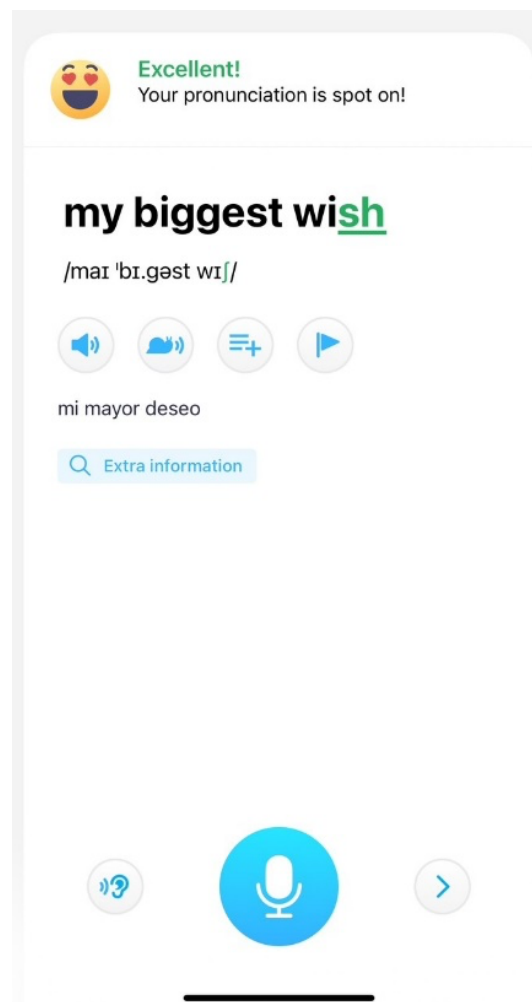 Excellent!
Your pronunciation is spot on!
my biggest wish
/maɪ ˈbɪ.gəst wɪʃ/
mi mayor deseo
Extra information